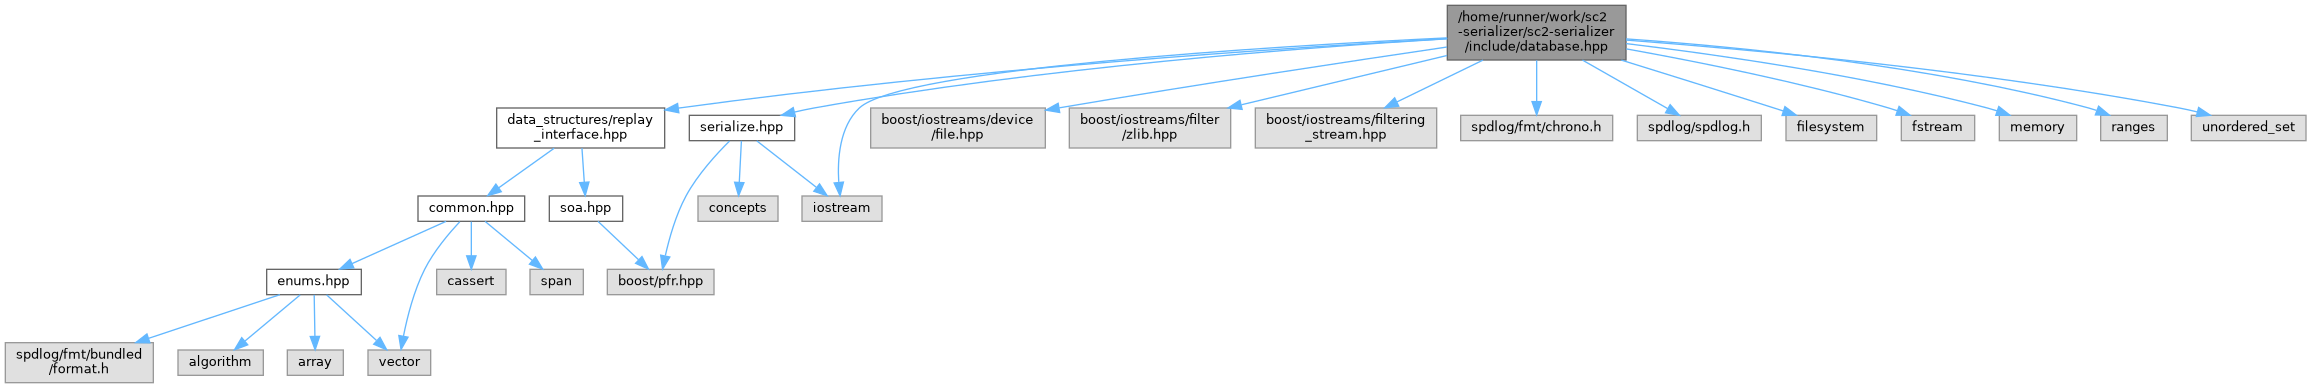 /home/runner/work/sc2
-serializer/sc2-serializer
/include/database.hpp
data_structures/replay
_interface.hpp
serialize.hpp
boost/iostreams/device
/file.hpp
boost/iostreams/filter
/zlib.hpp
boost/iostreams/filtering
_stream.hpp
spdlog/fmt/chrono.h
spdlog/spdlog.h
filesystem
fstream
memory
ranges
unordered_set
common.hpp
soa.hpp
concepts
iostream
enums.hpp
cassert
span
boost/pfr.hpp
spdlog/fmt/bundled
/format.h
algorithm
array
vector